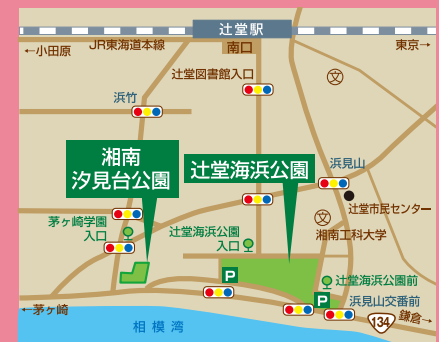 辻堂駅
←小田原
JR東海道本線
南口
東京→
辻堂図書館入口
文
浜竹
湘南
汐見台公園
辻堂海浜公園
浜見山
辻堂市民センター
茅ヶ崎学園
入口
辻堂海浜公園
入口
文
湘南工科大学
P
辻堂海浜公園前
P
浜見山交番前
←茅ヶ崎
134
鎌倉→
相模湾